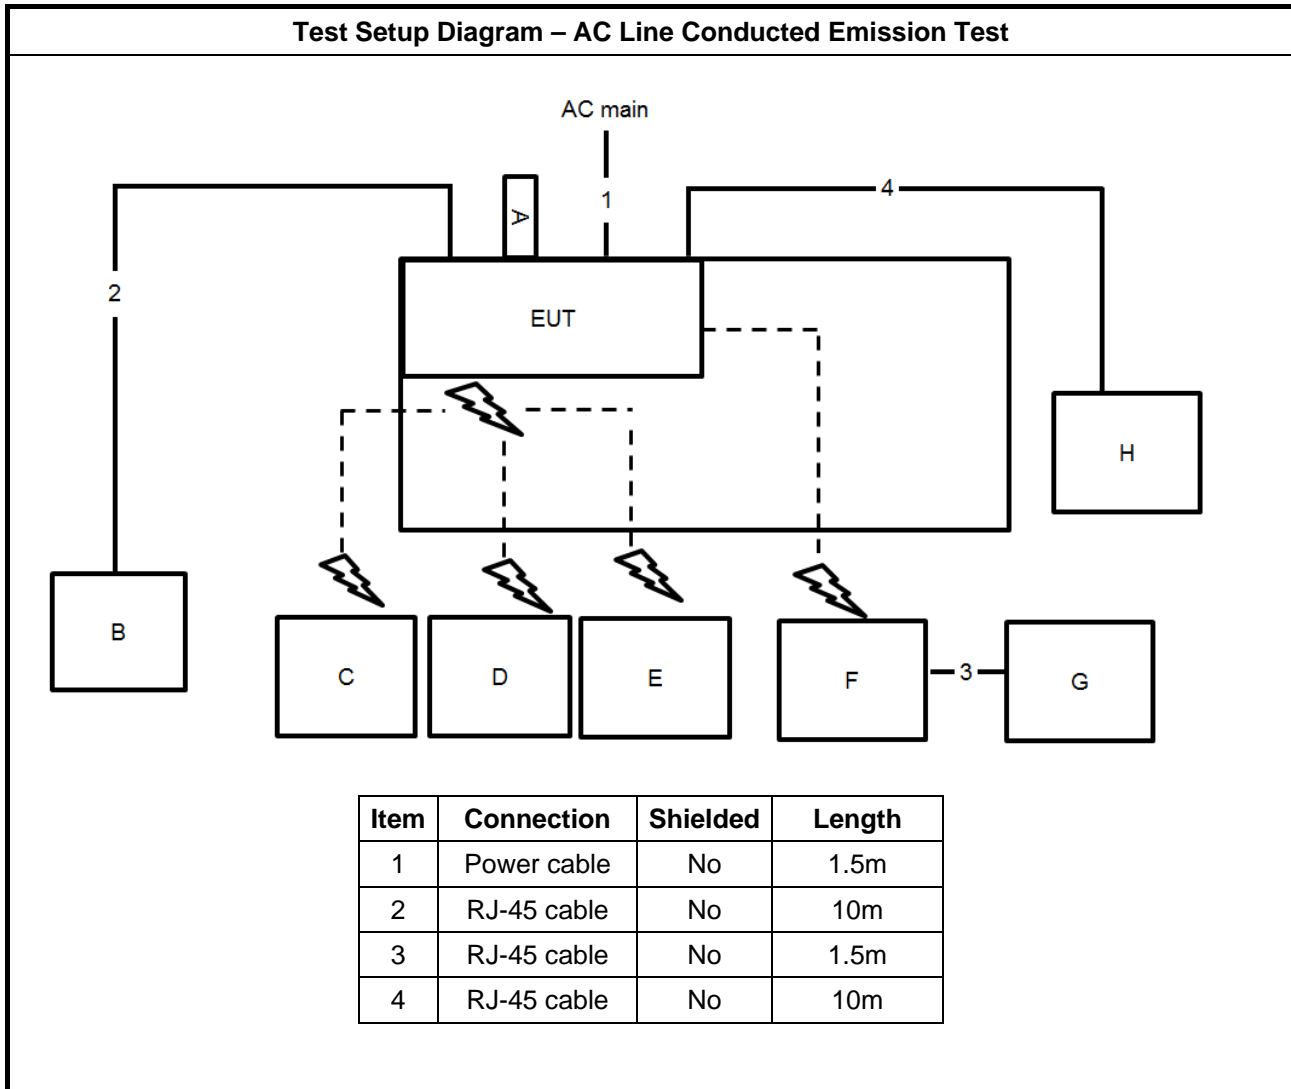 Test Setup Diagram – AC Line Conducted Emission Test
AC main
1
4
A
2
EUT
H
B
C
D
E
F
3
G
Item Connection Shielded Length
1 Power cable No 1.5m
2 RJ-45 cable No 10m
3 RJ-45 cable No 1.5m
4 RJ-45 cable No 10m